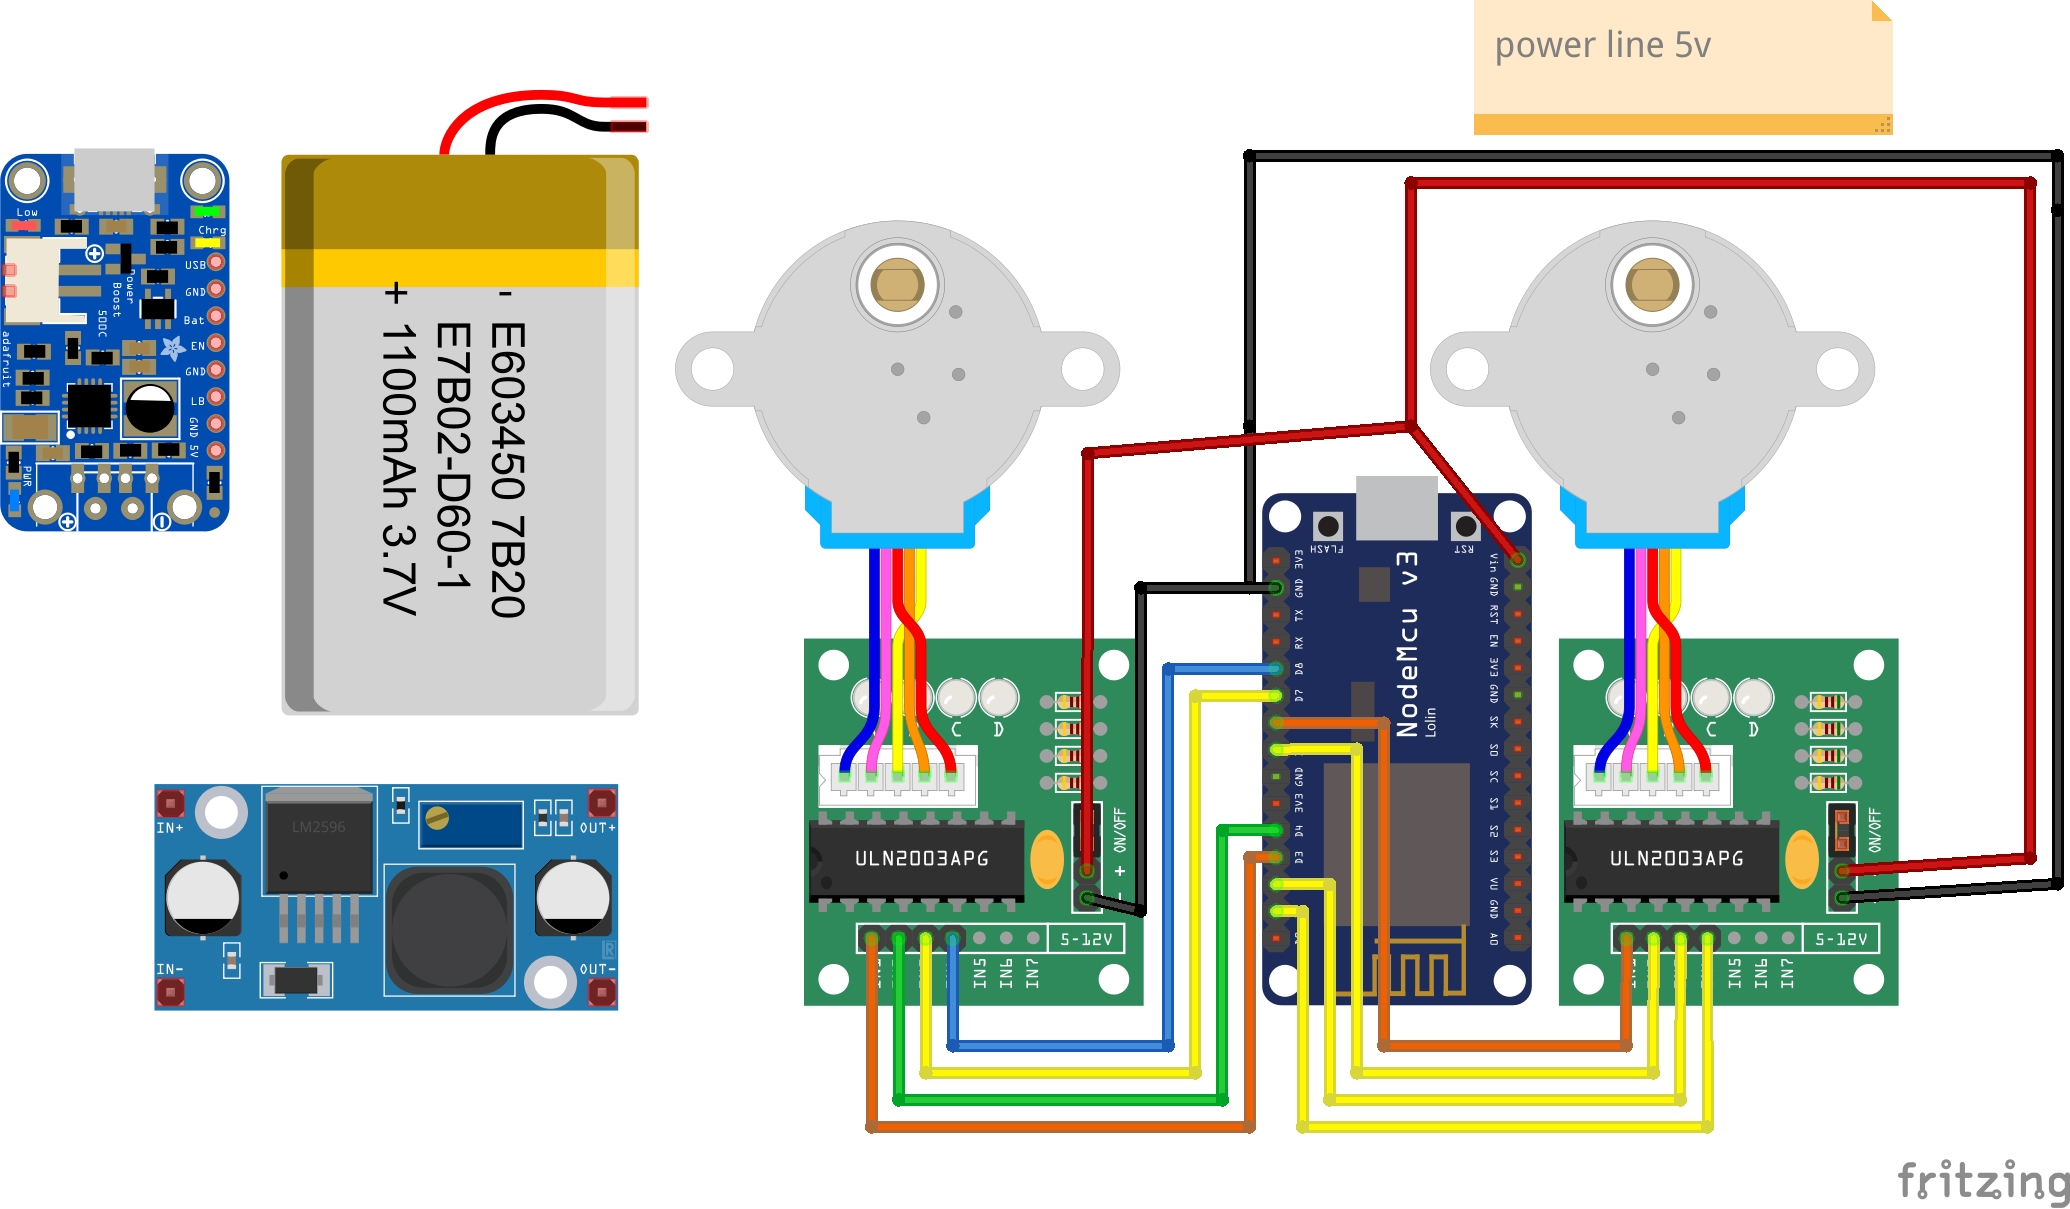 power line 5v
Low
Chrg
USB
GND
Bat
EN
GND
LB
GND
5V
Power
Boost
500C
adafruit
PWR
- E603450 7B20
E7B02-D60-1
+ 1100mAh 3.7V
LM2596
IN+
OUT+
IN-
OUT-
R
C D
ON/OFF
ULN2003APG
+
-
5-12V
IN5
IN6
IN7
FLASH
RST
NodeMcu v3
Lolin
3V3
GND
TX
RX
D8
D7
GND
3V3
D4
D3
Vin
GND
RST
EN
3V3
GND
SK
SO
SC
S1
S2
S3
VU
GND
A0
C D
ON/OFF
ULN2003APG
5-12V
IN5
IN6
IN7
fritzing